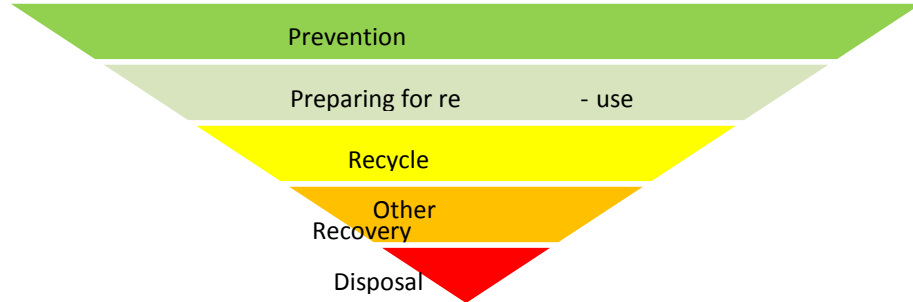 Prevention
Preparing for re - use
Recycle
Other
Recovery
Disposal